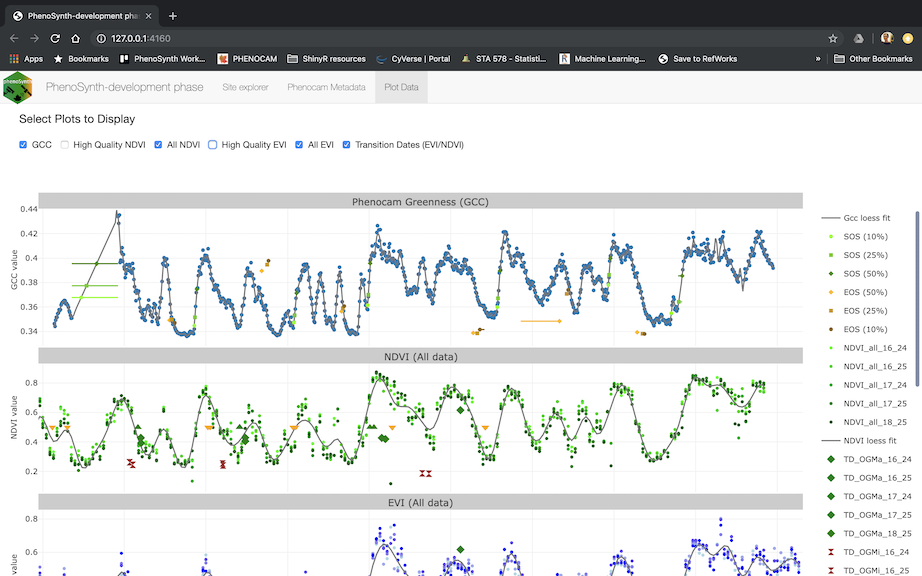 PhenoSynth-development pha
127.0.0.1:4160
Apps Bookmarks PhenoSynth Work... PHENOCAM ShinyR resources CyVerse | Portal STA 578 - Statisti... Machine Learning... Save to RefWorks » Other Bookmarks
phenoSynth PhenoSynth-development phase Site explorer Phenocam Metadata Plot Data
Select Plots to Display
GCC High Quality NDVI All NDVI High Quality EVI All EVI Transition Dates (EVI/NDVI)
Phenocam Greenness (GCC)
GCC value
0.44
0.42
0.4
0.38
0.36
0.34
NDVI (All data)
NDVI value
0.8
0.6
0.4
0.2
EVI (All data)
value
0.8
0.6
Gcc loess fit
SOS (10%)
SOS (25%)
SOS (50%)
EOS (50%)
EOS (25%)
EOS (10%)
NDVI_all_16_24
NDVI_all_16_25
NDVI_all_17_24
NDVI_all_17_25
NDVI_all_18_25
NDVI loess fit
TD_OGMa_16_24
TD_OGMa_16_25
TD_OGMa_17_24
TD_OGMa_17_25
TD_OGMa_18_25
TD_OGMi_16_24
TD_OGMi_16_25